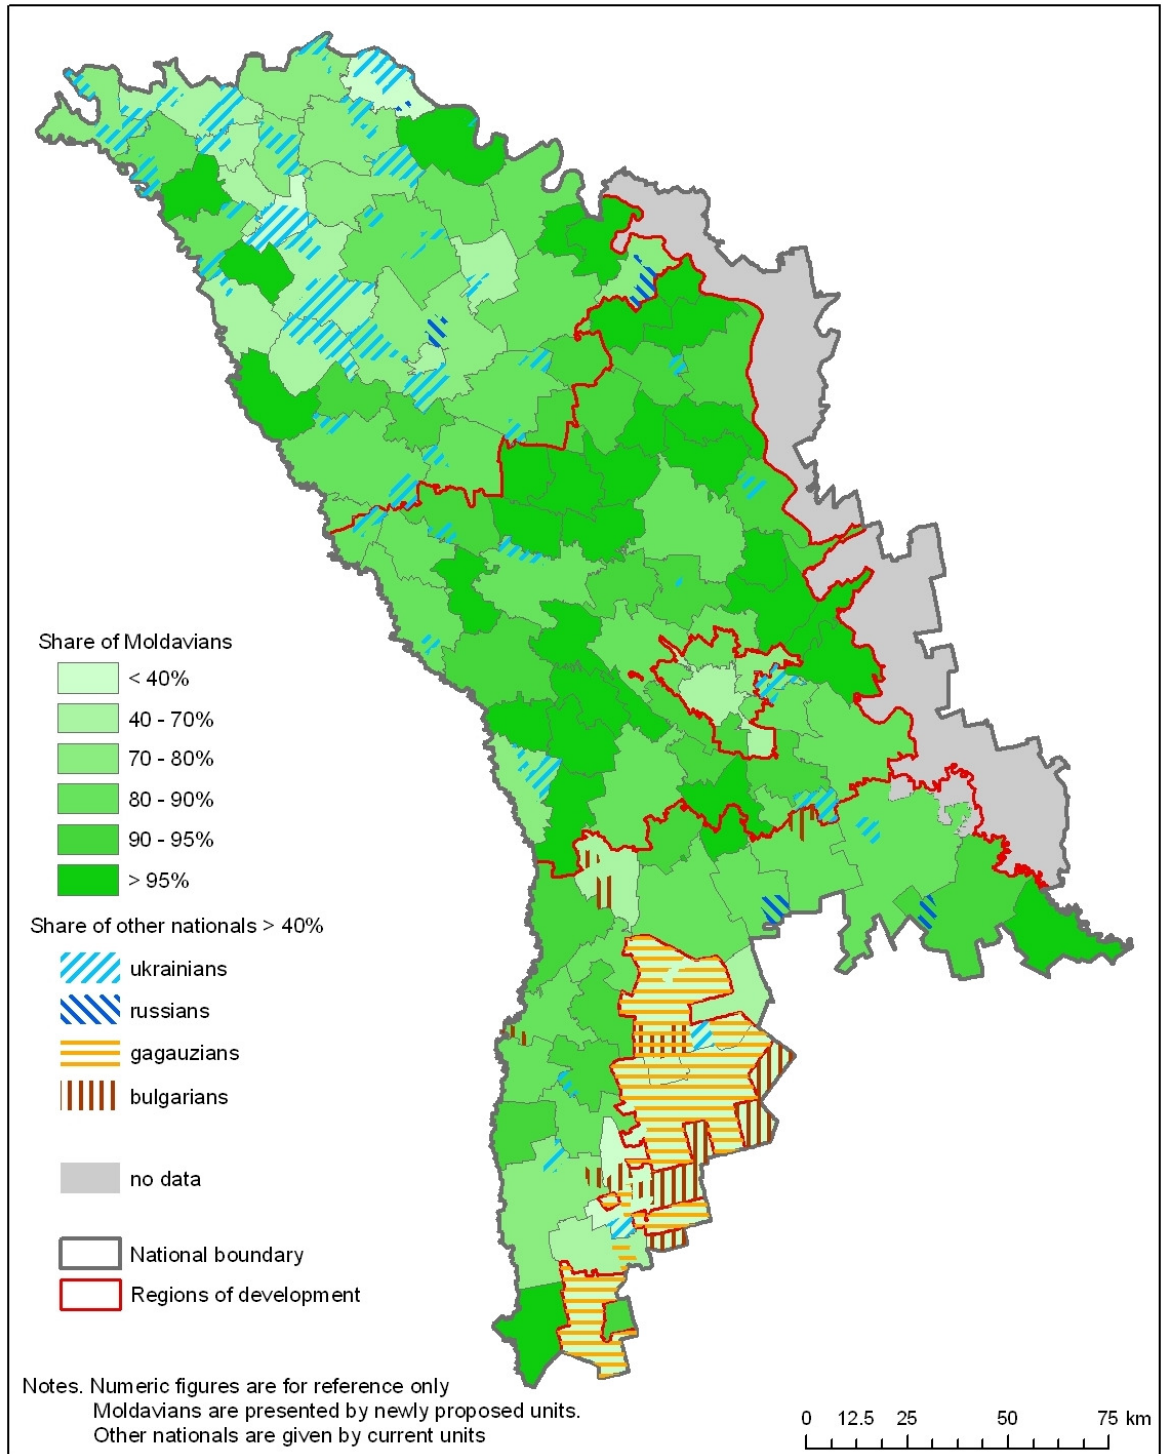 Share of Moldavians
< 40%
40 - 70%
70 - 80%
80 - 90%
90 - 95%
> 95%
Share of other nationals > 40%
ukrainians
russians
gagauzians
bulgarians
no data
National boundary
Regions of development
Notes. Numeric figures are for reference only
Moldavians are presented by newly proposed units.
Other nationals are given by current units
0 12.5 25 50 75 km